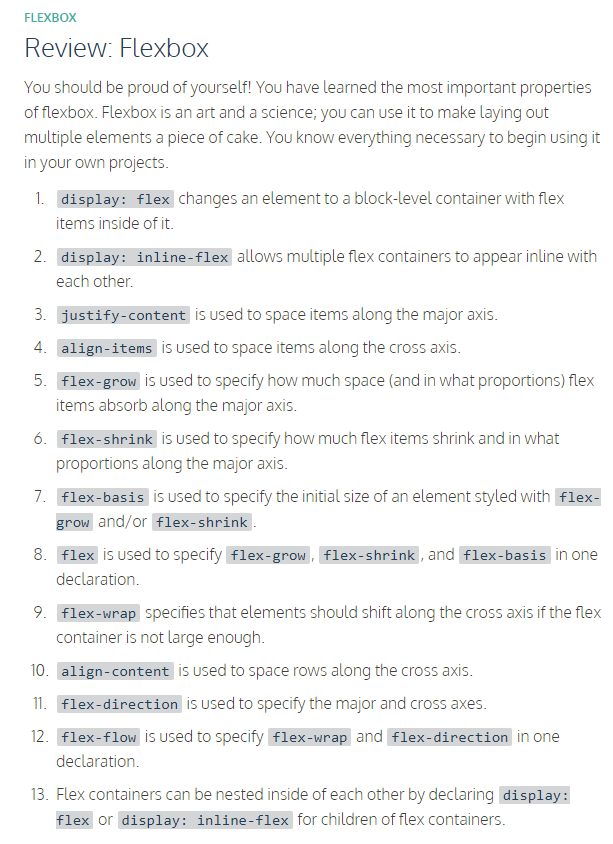 FLEXBOX
Review: Flexbox
You should be proud of yourself! You have learned the most important properties
of flexbox. Flexbox is an art and a science; you can use it to make laying out
multiple elements a piece of cake. You know everything necessary to begin using it
in your own projects.
1. display: flex changes an element to a block-level container with flex
items inside of it.
2. display: inline-flex allows multiple flex containers to appear inline with
each other.
3. justify-content is used to space items along the major axis.
4. align-items is used to space items along the cross axis.
5. flex-grow is used to specify how much space (and in what proportions) flex
items absorb along the major axis.
6. flex-shrink is used to specify how much flex items shrink and in what
proportions along the major axis.
7. flex-basis is used to specify the initial size of an element styled with flex-
grow and/or flex-shrink.
8. flex is used to specify flex-grow, flex-shrink, and flex-basis in one
declaration.
9. flex-wrap specifies that elements should shift along the cross axis if the flex
container is not large enough.
10. align-content is used to space rows along the cross axis.
11. flex-direction is used to specify the major and cross axes.
12. flex-flow is used to specify flex-wrap and flex-direction in one
declaration.
13. Flex containers can be nested inside of each other by declaring display:
flex or display: inline-flex for children of flex containers.